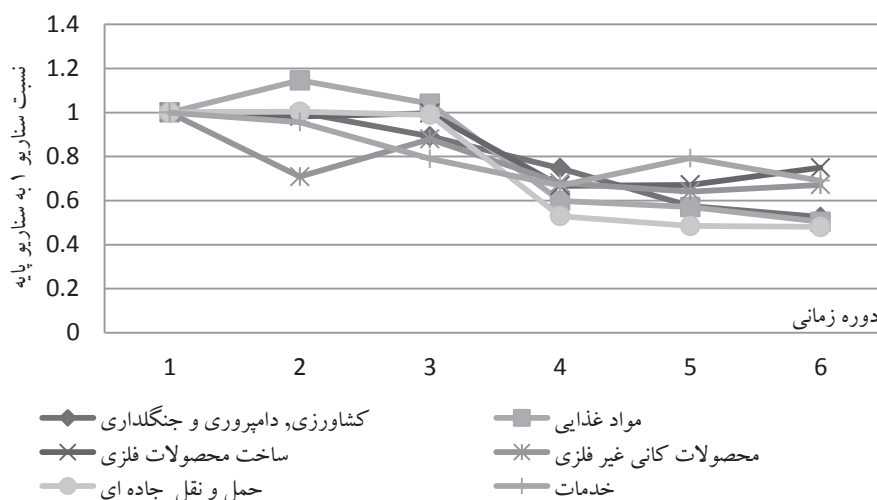 1.4
1.2
1
0.8
0.6
0.4
0.2
0
نسبت سناریو ۱ به سناریو پایه
دوره زمانی
1 2 3 4 5 6
کشاورزی, دامپروری و جنگلداری
مواد غذایی
ساخت محصولات فلزی
محصولات کانی غیر فلزی
حمل و نقل جاده ای
خدمات